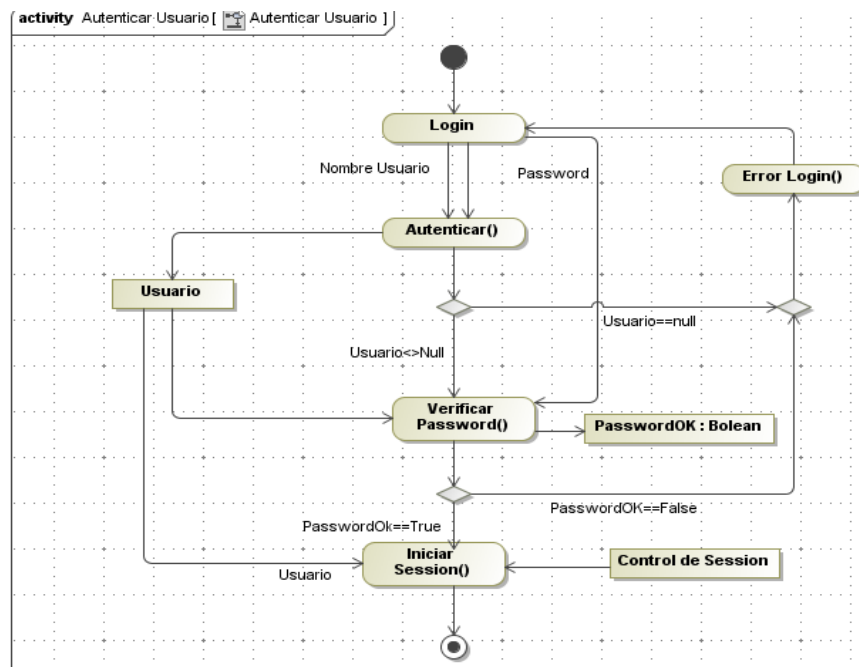 activity Autenticar Usuario [ Autenticar Usuario ]
Login
Nombre Usuario
Password
Error Login()
Autenticar()
Usuario
Usuario==null
Usuario<>Null
Verificar
Password()
PasswordOK : Bolean
PasswordOK==False
PasswordOk==True
Iniciar
Session()
Control de Session
Usuario